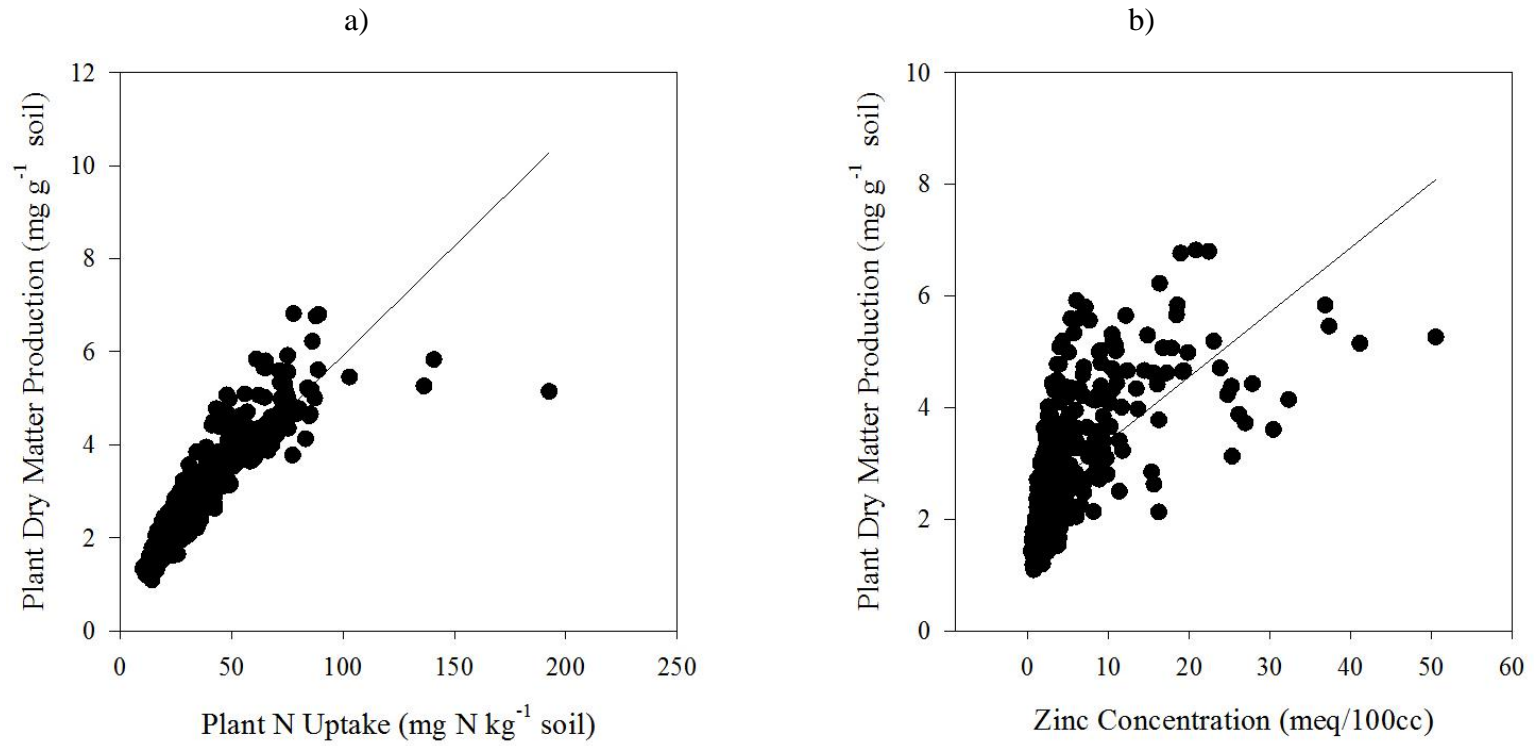 a)
Plant Dry Matter Production (mg g⁻¹ soil)
12
10
8
6
4
2
0
0 50 100 150 200 250
Plant N Uptake (mg N kg⁻¹ soil)
b)
Plant Dry Matter Production (mg g⁻¹ soil)
10
8
6
4
2
0
0 10 20 30 40 50 60
Zinc Concentration (meq/100cc)